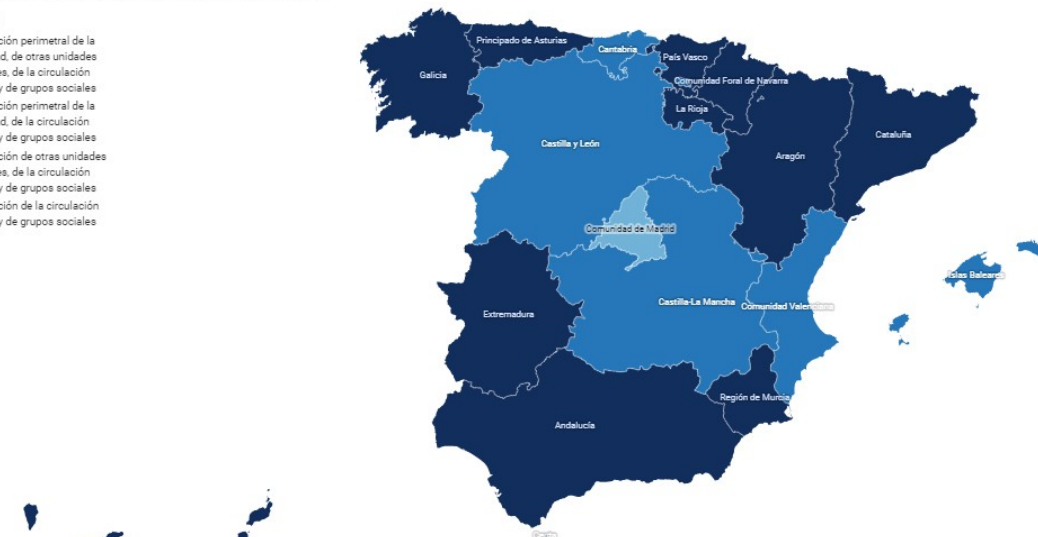 ción perimetral de la
d, de otras unidades
es, de la circulación
y de grupos sociales
ción perimetral de la
d, de la circulación
y de grupos sociales
ción de otras unidades
es, de la circulación
y de grupos sociales
ción de la circulación
y de grupos sociales
Principado de Asturias
Cantabria
País Vasco
Galicia
Comunidad Foral de Navarra
La Rioja
Cataluña
Castilla y León
Aragón
Comunidad de Madrid
Islas Baleares
Castilla-La Mancha
Comunidad Valenciana
Extremadura
Región de Murcia
Andalucía